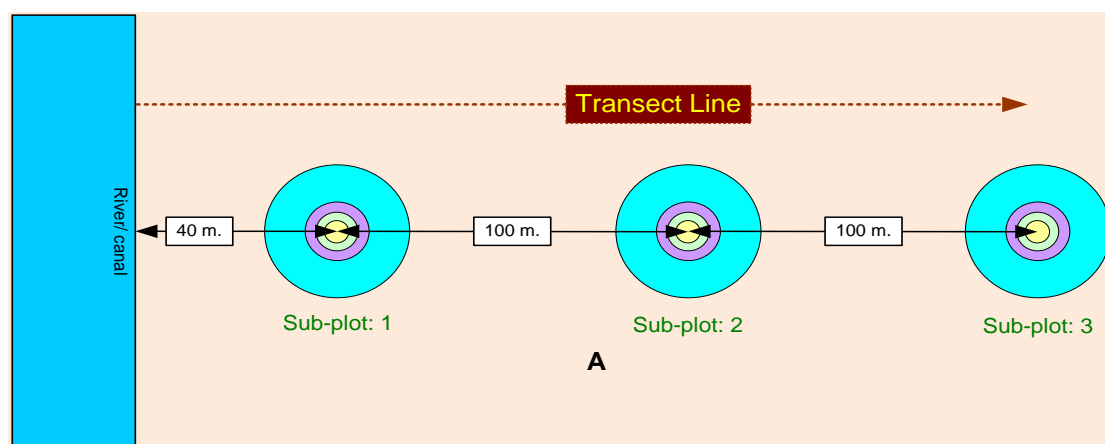 Transect Line
River/ canal
40 m.
100 m.
100 m.
Sub-plot: 1
Sub-plot: 2
Sub-plot: 3
A